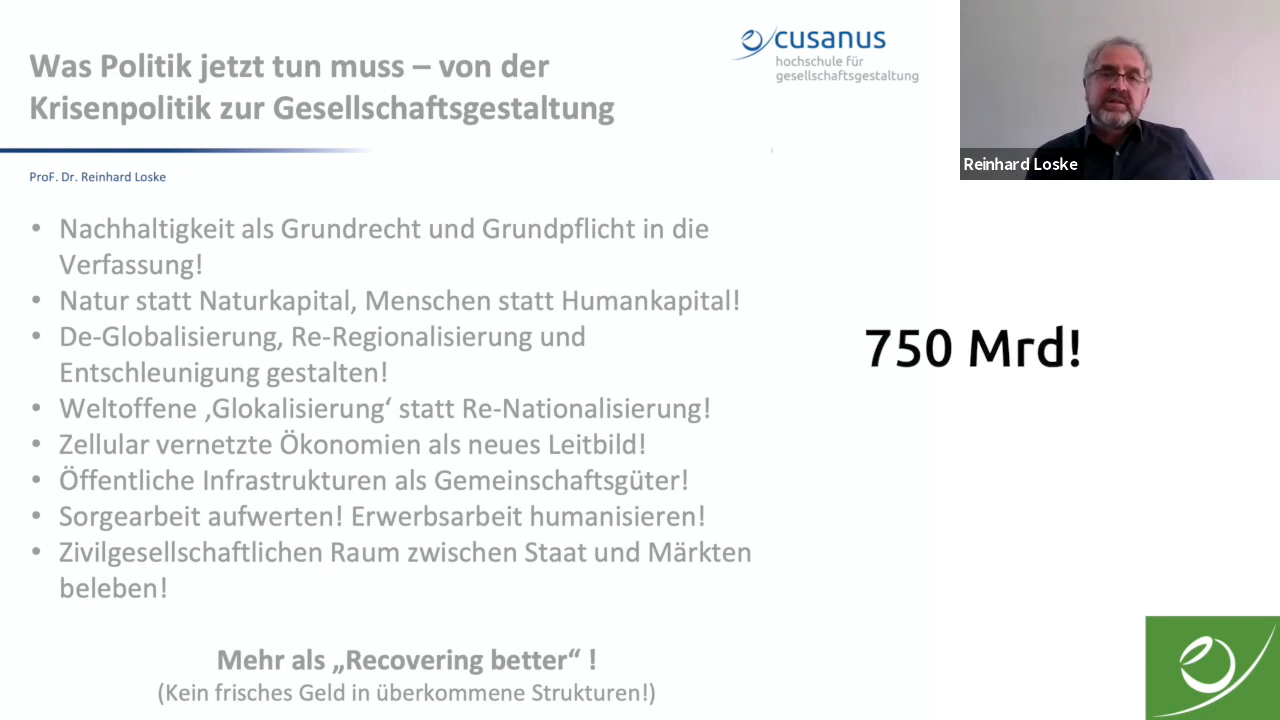 Was Politik jetzt tun muss – von der
Krisenpolitik zur Gesellschaftsgestaltung
cusanus
hochschule für
gesellschaftsgestaltung
Reinhard Loske
ProF. Dr. Reinhard Loske
• Nachhaltigkeit als Grundrecht und Grundpflicht in die
Verfassung!
• Natur statt Naturkapital, Menschen statt Humankapital!
• De-Globalisierung, Re-Regionalisierung und
Entschleunigung gestalten!
• Weltoffene ‚Glokalisierung‘ statt Re-Nationalisierung!
• Zellular vernetzte Ökonomien als neues Leitbild!
• Öffentliche Infrastrukturen als Gemeinschaftsgüter!
• Sorgearbeit aufwerten! Erwerbsarbeit humanisieren!
• Zivilgesellschaftlichen Raum zwischen Staat und Märkten
beleben!
Mehr als „Recovering better“ !
(Kein frisches Geld in überkommene Strukturen!)
750 Mrd!